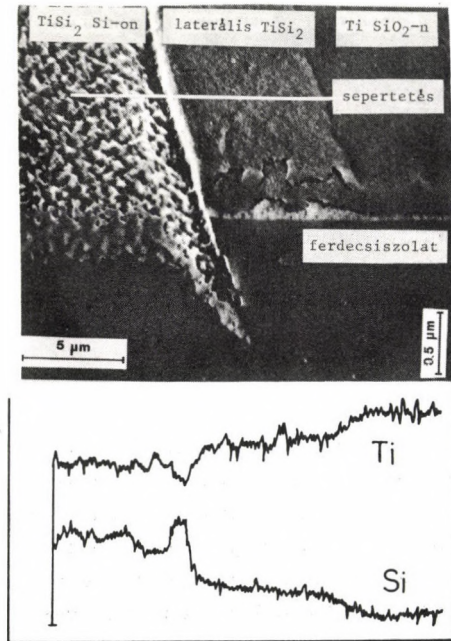 TiSi₂ Si-on
laterális TiSi₂
Ti SiO₂-n
sepertetés
ferdecsiszolat
5 µm
0,5 µm
Ti
Si